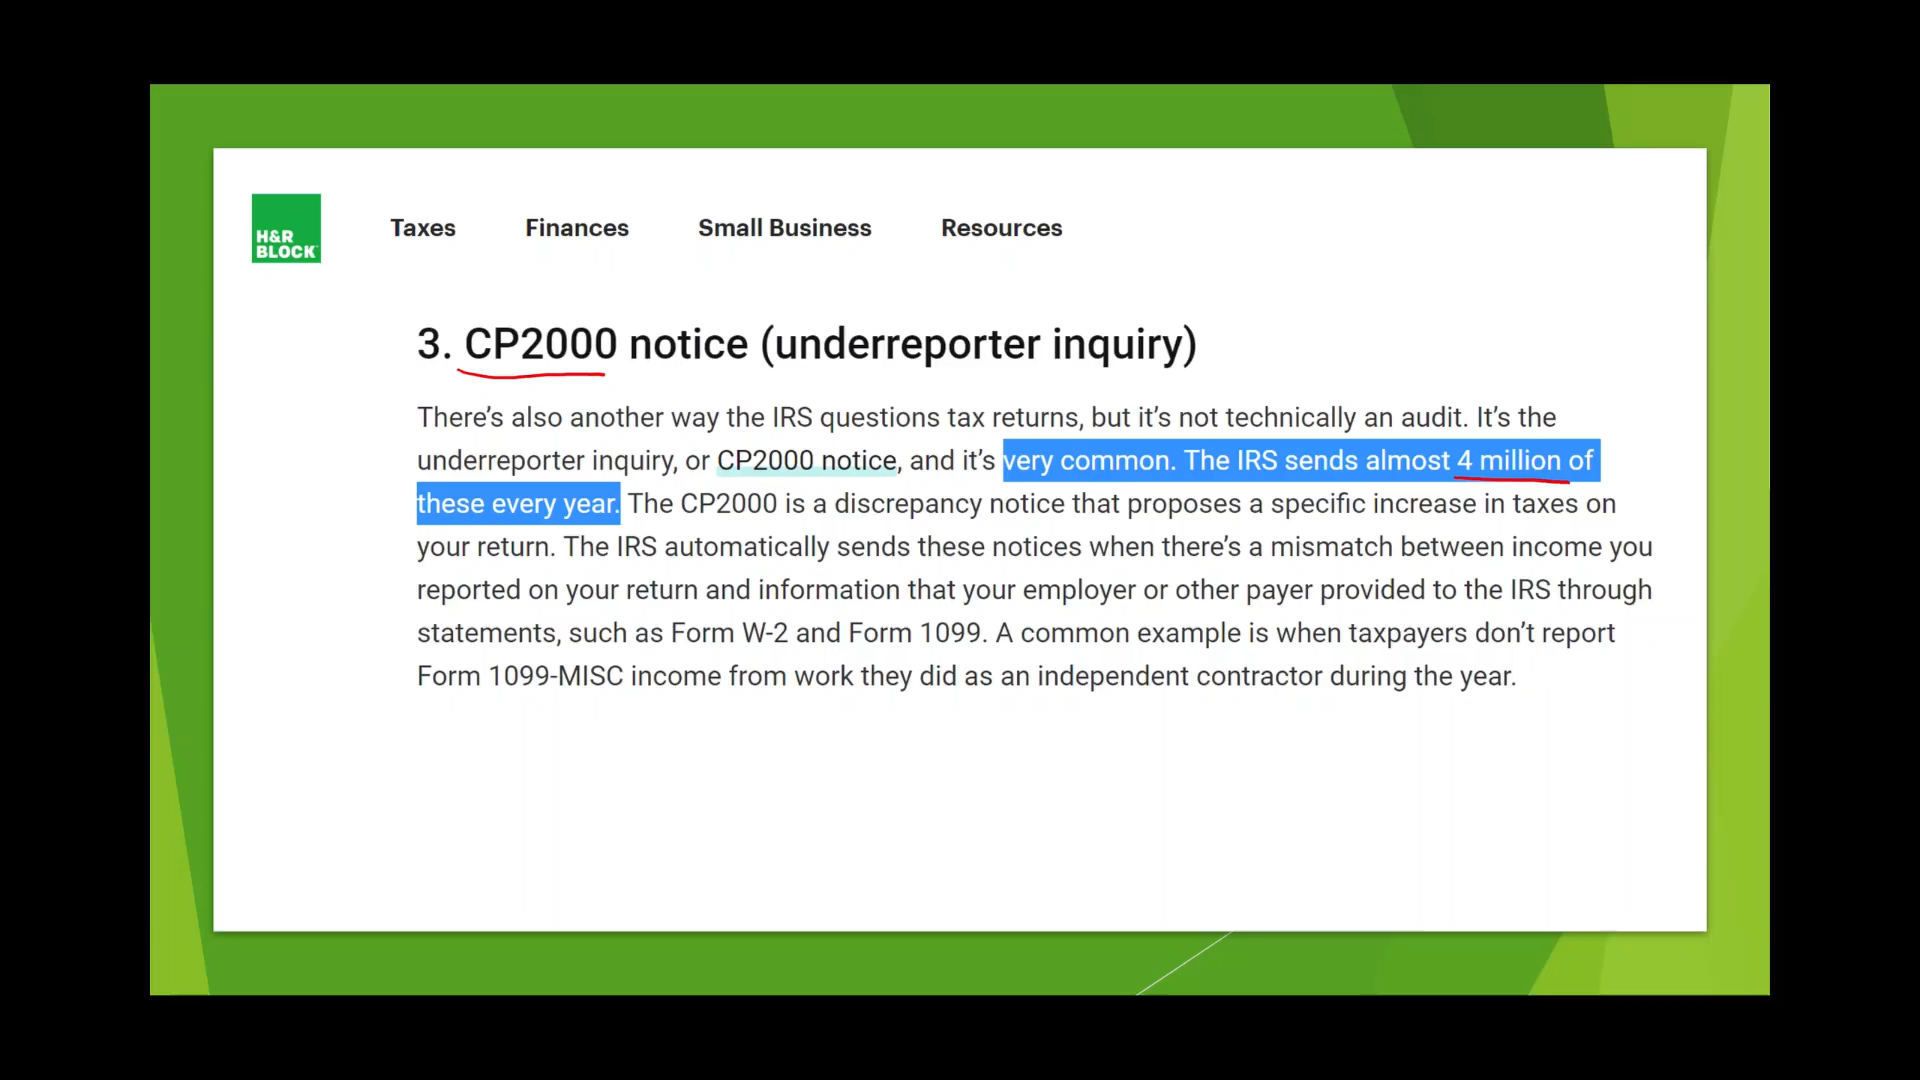 H&R
BLOCK
Taxes Finances Small Business Resources
3. CP2000 notice (underreporter inquiry)
There’s also another way the IRS questions tax returns, but it’s not technically an audit. It’s the
underreporter inquiry, or CP2000 notice, and it’s very common. The IRS sends almost 4 million of
these every year. The CP2000 is a discrepancy notice that proposes a specific increase in taxes on
your return. The IRS automatically sends these notices when there’s a mismatch between income you
reported on your return and information that your employer or other payer provided to the IRS through
statements, such as Form W-2 and Form 1099. A common example is when taxpayers don’t report
Form 1099-MISC income from work they did as an independent contractor during the year.